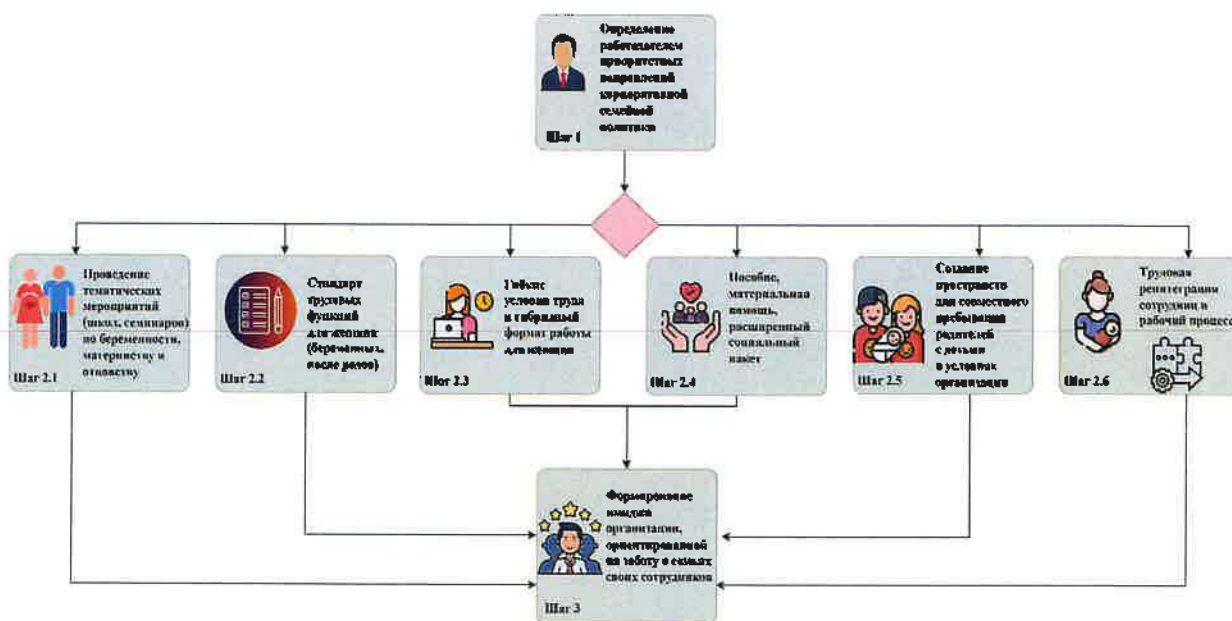 Определение
работодателем
приоритетных
направлений
корпоративной
семейной
политики
Шаг 1
Проведение
тематических
мероприятий
(школ, семинаров)
по беременности,
материнству и
отцовству
Шаг 2.1
Стандарт
трудовых
функций
для женщин
(беременных,
после родов)
Шаг 2.2
Гибкие
условия труда
и гибридный
формат работы
для женщин
Шаг 2.3
Пособие,
материальная
помощь,
расширенный
социальный
пакет
Шаг 2.4
Создание
пространств
для совместного
пребывания
родителей
с детьми
в условиях
организации
Шаг 2.5
Трудовая
реинтеграция
сотрудниц в
рабочий процесс
Шаг 2.6
Формирование
имиджа
организации,
ориентированной
на заботу о семьях
своих сотрудников
Шаг 3